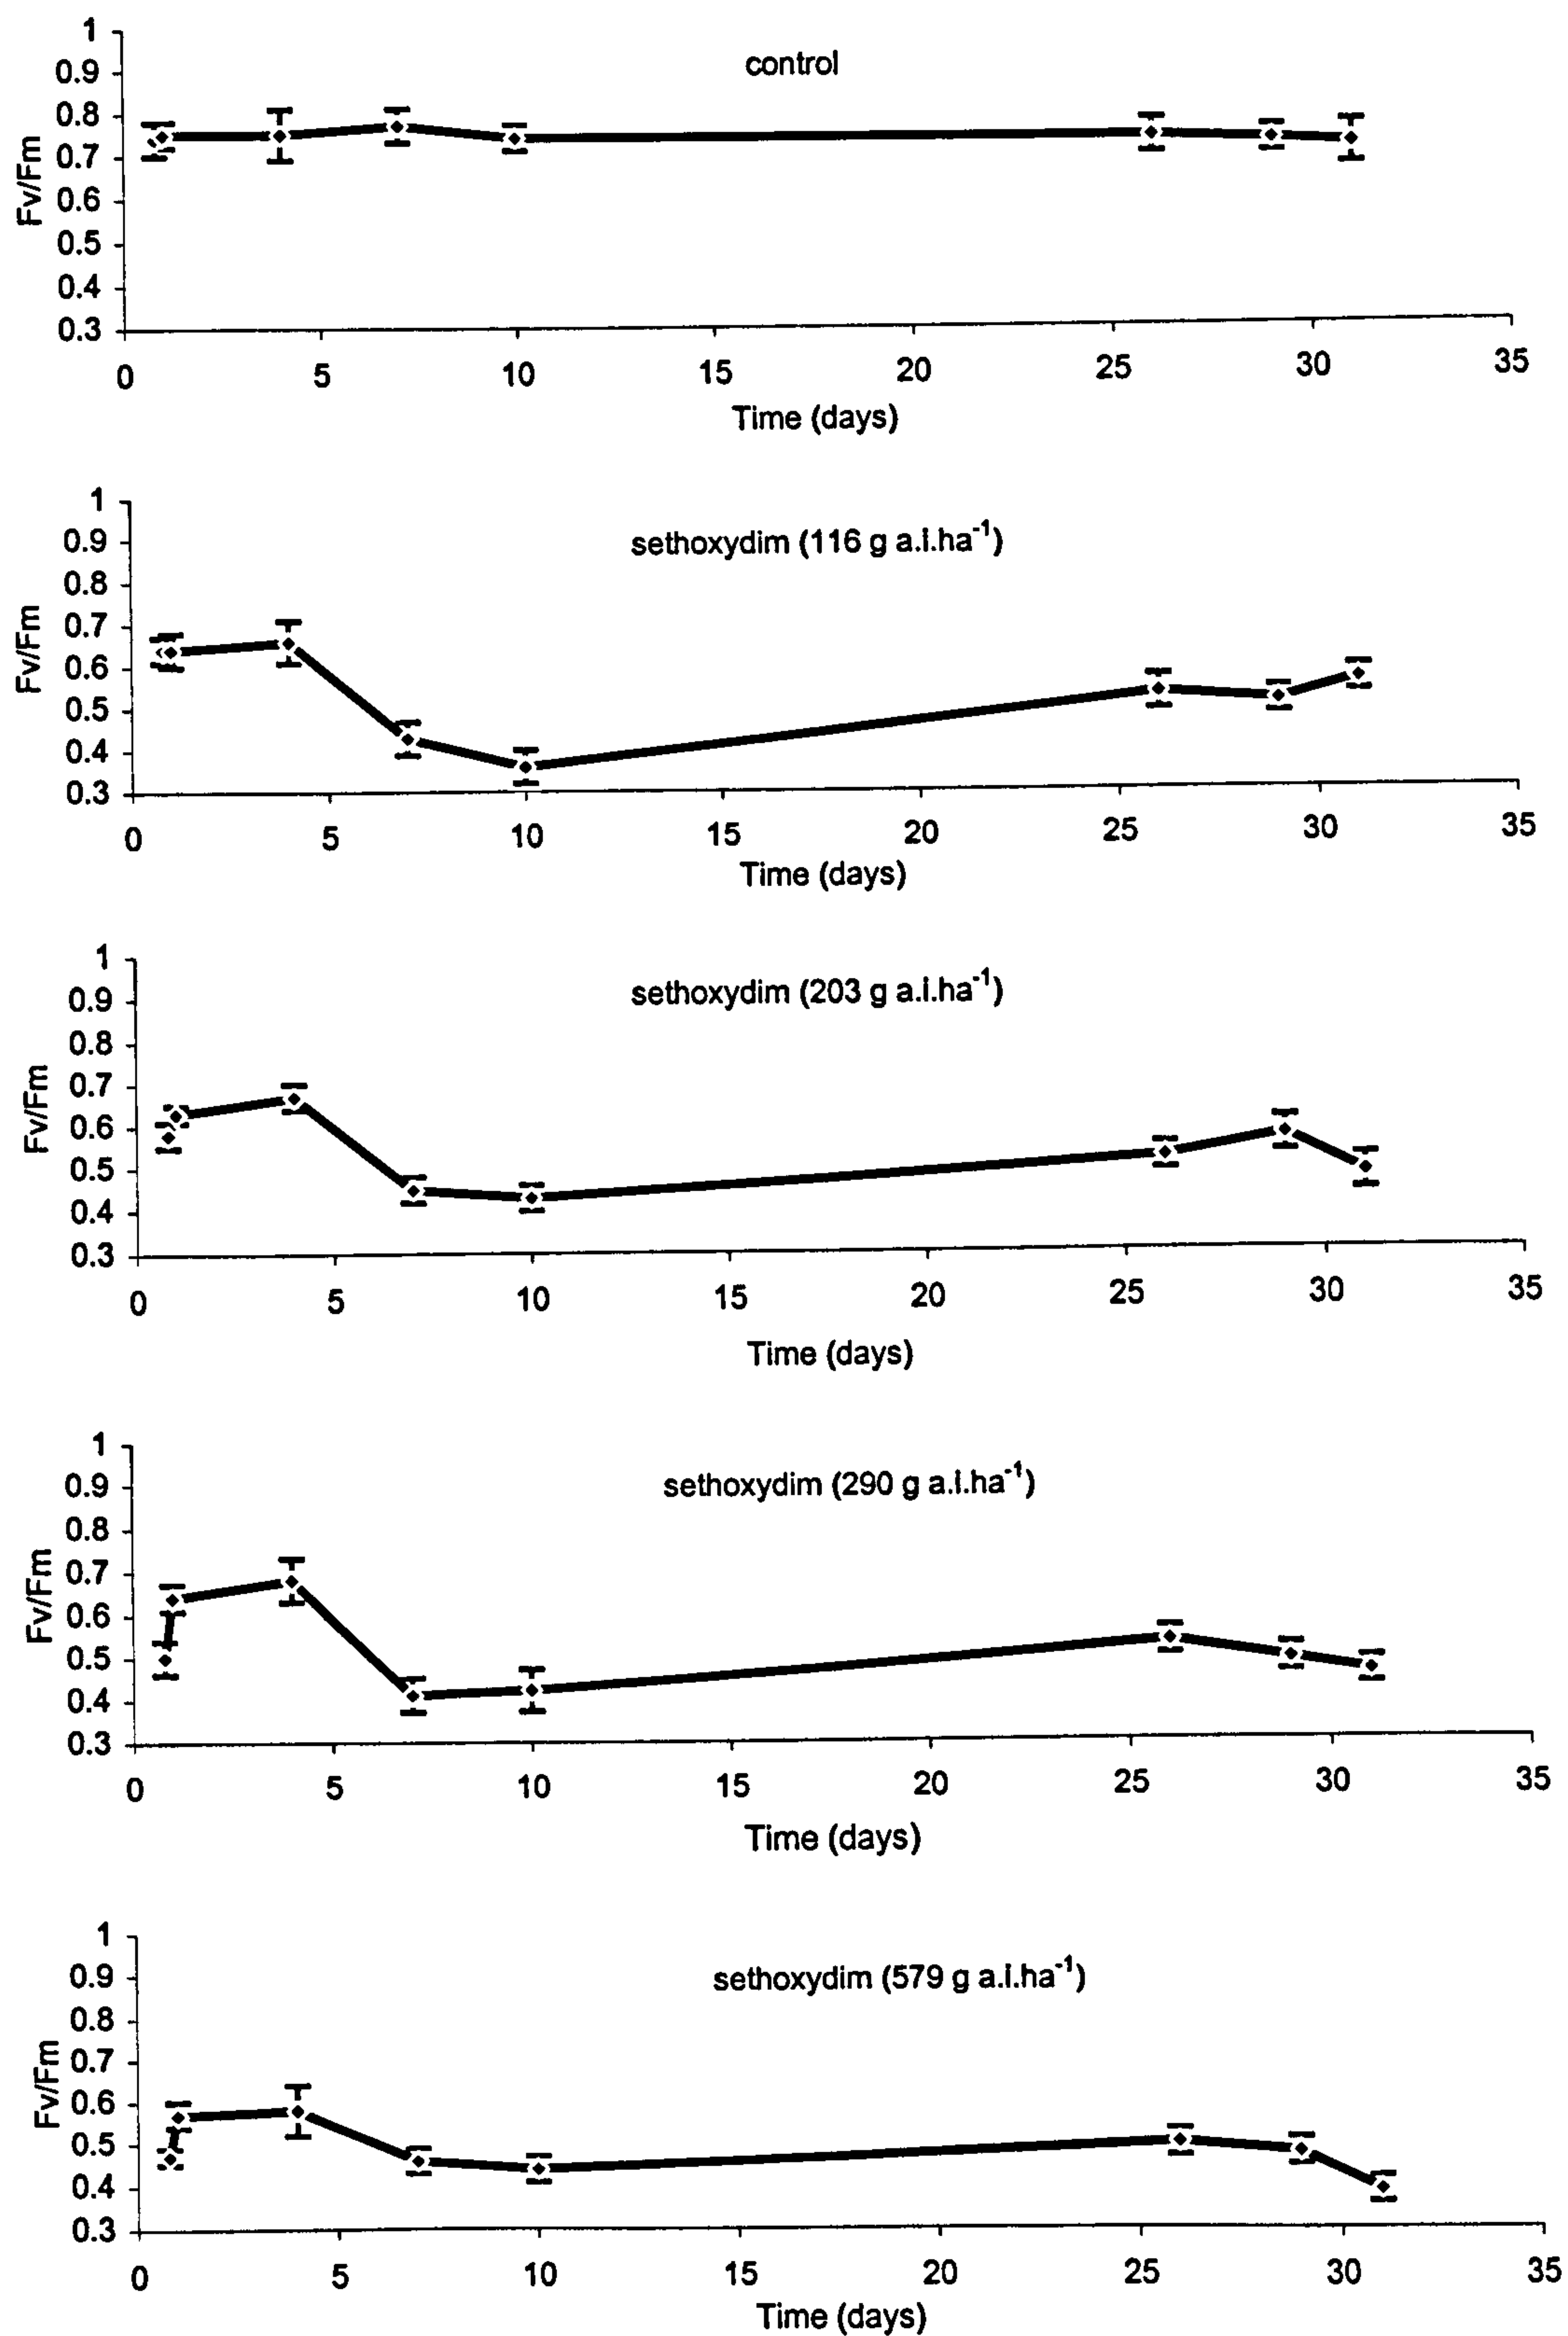 control
Fv/Fm
1
0.9
0.8
0.7
0.6
0.5
0.4
0.3
0 5 10 15 20 25 30 35
Time (days)
sethoxydim (116 g a.i.ha⁻¹)
Fv/Fm
1
0.9
0.8
0.7
0.6
0.5
0.4
0.3
0 5 10 15 20 25 30 35
Time (days)
sethoxydim (203 g a.i.ha⁻¹)
Fv/Fm
1
0.9
0.8
0.7
0.6
0.5
0.4
0.3
0 5 10 15 20 25 30 35
Time (days)
sethoxydim (290 g a.i.ha⁻¹)
Fv/Fm
1
0.9
0.8
0.7
0.6
0.5
0.4
0.3
0 5 10 15 20 25 30 35
Time (days)
sethoxydim (579 g a.i.ha⁻¹)
Fv/Fm
1
0.9
0.8
0.7
0.6
0.5
0.4
0.3
0 5 10 15 20 25 30 35
Time (days)